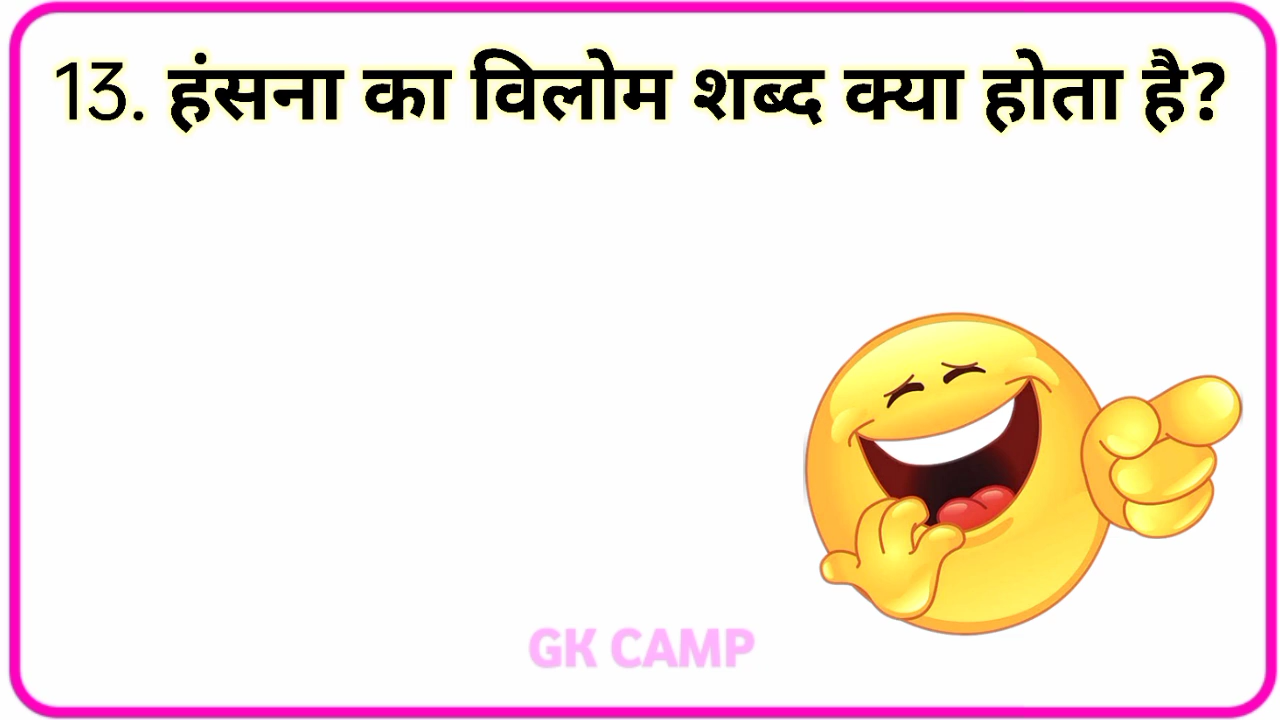 13. हंसना का विलोम शब्द क्या होता है?
GK CAMP